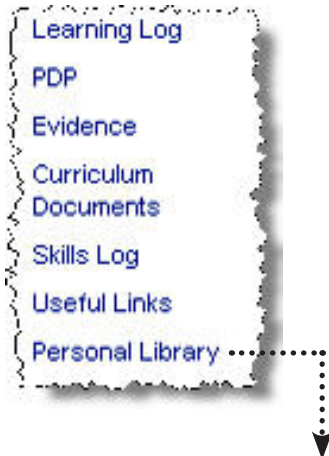 Learning Log
PDP
Evidence
Curriculum
Documents
Skills Log
Useful Links
Personal Library